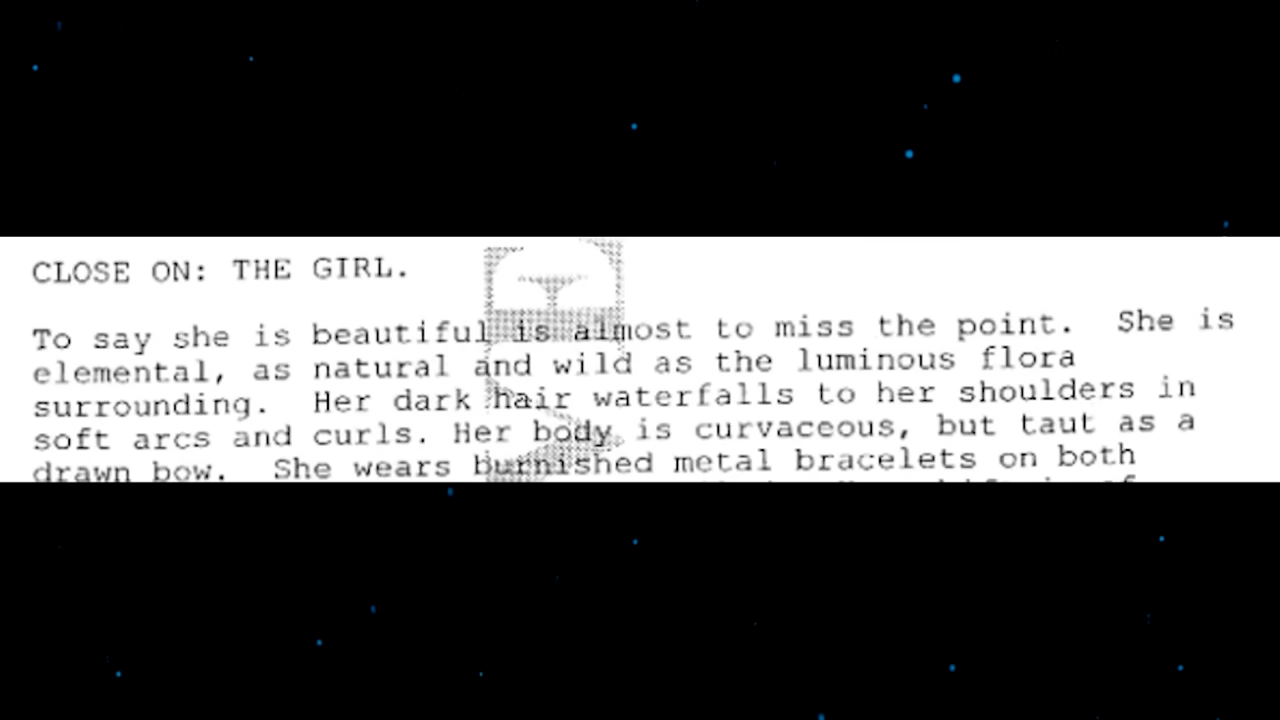 CLOSE ON: THE GIRL.
To say she is beautiful is almost to miss the point. She is
elemental, as natural and wild as the luminous flora
surrounding. Her dark hair waterfalls to her shoulders in
soft arcs and curls. Her body is curvaceous, but taut as a
drawn bow. She wears burnished metal bracelets on both